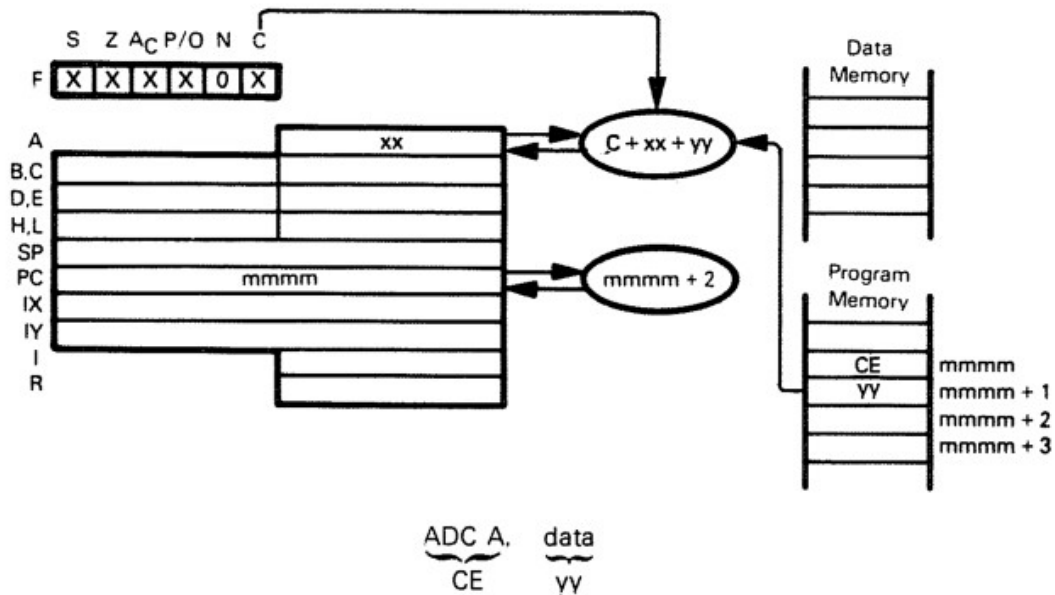 S Z AC P/O N C
F X X X X 0 X
Data
Memory
A xx
C + xx + yy
B,C
D,E
H,L
SP
PC mmmm
mmmm + 2
IX
IY
I
R
Program
Memory
CE mmmm
yy mmmm + 1
mmmm + 2
mmmm + 3
ADC A, data
CE yy